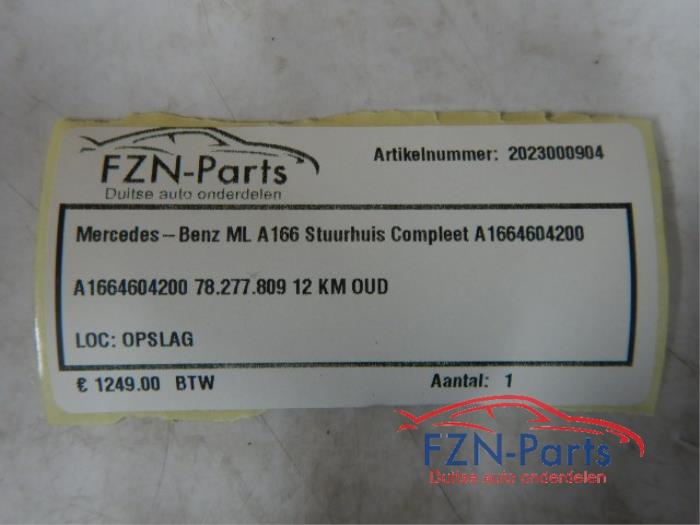 FZN-Parts
Duitse auto onderdelen
Artikelnummer: 2023000904
Mercedes-Benz ML A166 Stuurhuis Compleet A1664604200
A1664604200 78.277.809 12 KM OUD
LOC: OPSLAG
€ 1249.00 BTW
Aantal: 1
FZN-Parts
Duitse auto onderdelen